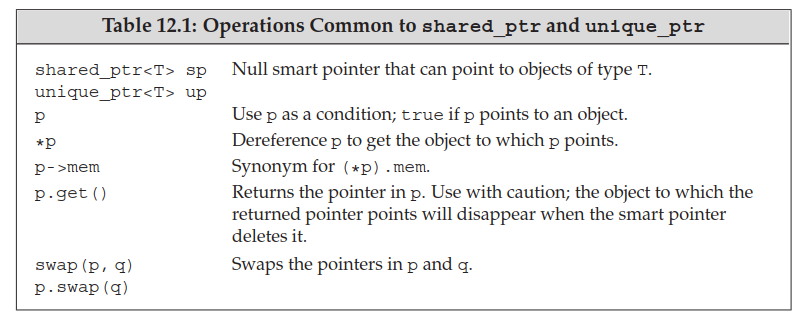 Table 12.1: Operations Common to shared_ptr and unique_ptr
shared_ptr<T> sp Null smart pointer that can point to objects of type T.
unique_ptr<T> up
p Use p as a condition; true if p points to an object.
*p Dereference p to get the object to which p points.
p->mem Synonym for (*p).mem.
p.get() Returns the pointer in p. Use with caution; the object to which the
returned pointer points will disappear when the smart pointer
deletes it.
swap(p, q) Swaps the pointers in p and q.
p.swap(q)